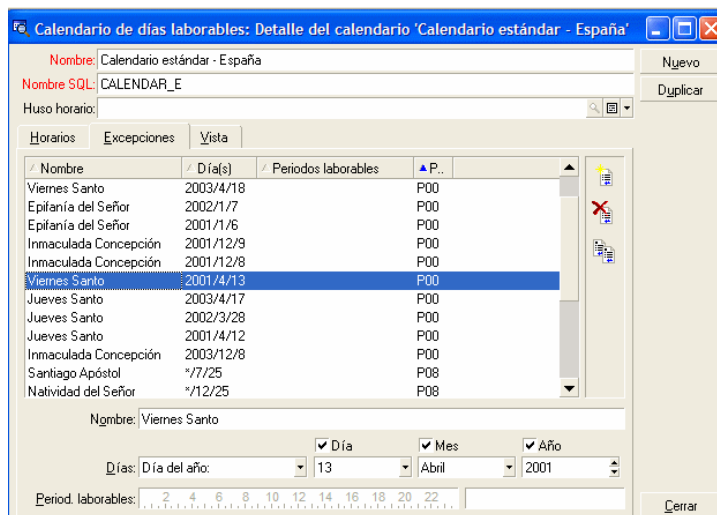 Calendario de días laborables: Detalle del calendario 'Calendario estándar - España'
Nombre: Calendario estándar - España
Nuevo
Nombre SQL: CALENDAR_E
Duplicar
Huso horario:
Horarios Excepciones Vista
Nombre Día(s) Periodos laborables P..
Viernes Santo 2003/4/18 P00
Epifanía del Señor 2002/1/7 P00
Epifanía del Señor 2001/1/6 P00
Inmaculada Concepción 2001/12/9 P00
Inmaculada Concepción 2001/12/8 P00
Viernes Santo 2001/4/13 P00
Jueves Santo 2003/4/17 P00
Jueves Santo 2002/3/28 P00
Jueves Santo 2001/4/12 P00
Inmaculada Concepción 2003/12/8 P00
Santiago Apóstol */7/25 P08
Natividad del Señor */12/25 P08
Nombre: Viernes Santo
Día Mes Año
Días: Día del año: 13 Abril 2001
Period. laborables: 2 4 6 8 10 12 14 16 18 20 22
Cerrar